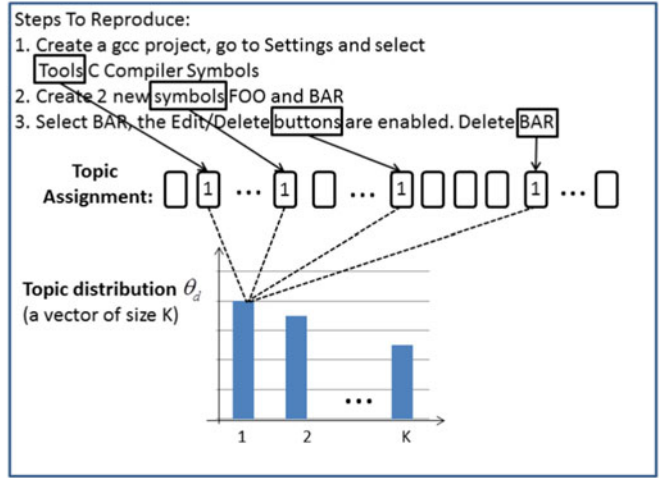 Steps To Reproduce:
1. Create a gcc project, go to Settings and select
Tools C Compiler Symbols
2. Create 2 new symbols FOO and BAR
3. Select BAR, the Edit/Delete buttons are enabled. Delete BAR
Topic
Assignment: 1 ... 1 ... 1 1 ...
Topic distribution θd
(a vector of size K)
...
1 2 K